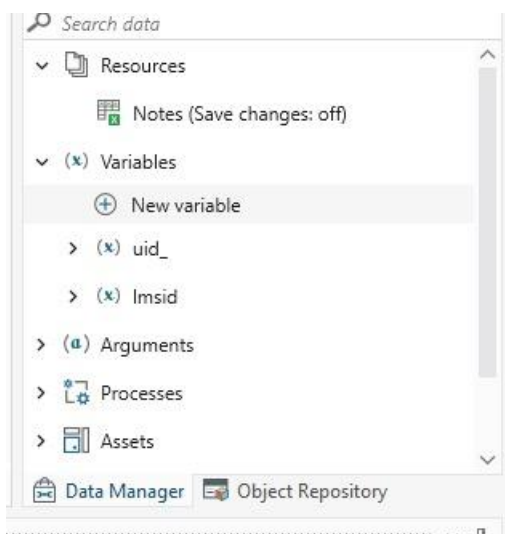 Search data
Resources
Notes (Save changes: off)
(x) Variables
New variable
(x) uid_
(x) lmsid
(a) Arguments
Processes
Assets
Data Manager Object Repository